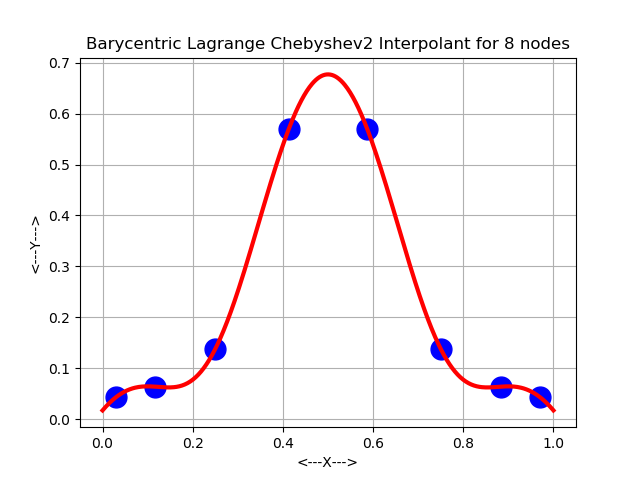 Barycentric Lagrange Chebyshev2 Interpolant for 8 nodes
0.7
0.6
0.5
0.4
0.3
0.2
0.1
0.0
<---Y--->
0.0 0.2 0.4 0.6 0.8 1.0
<---X--->